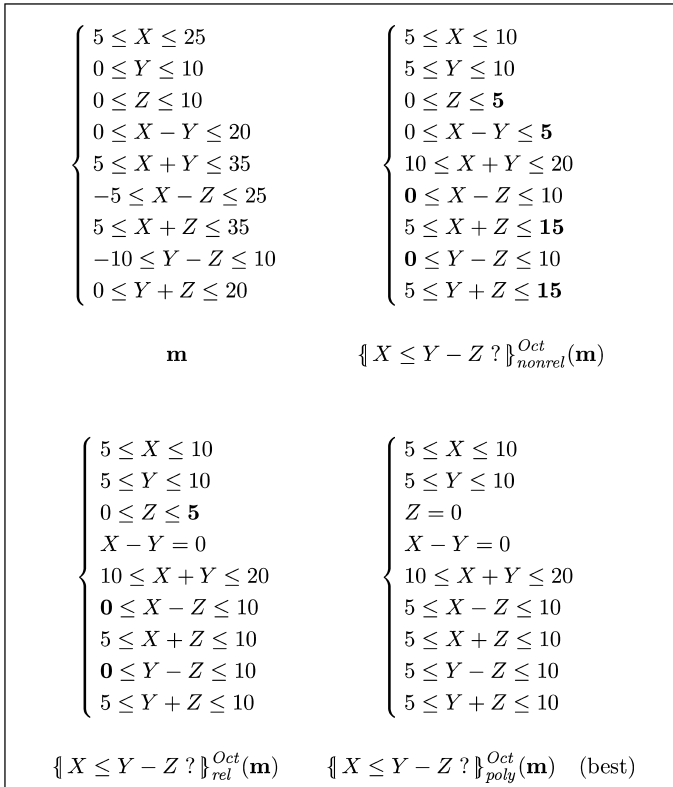 5 ≤ X ≤ 25
0 ≤ Y ≤ 10
0 ≤ Z ≤ 10
0 ≤ X − Y ≤ 20
5 ≤ X + Y ≤ 35
−5 ≤ X − Z ≤ 25
5 ≤ X + Z ≤ 35
−10 ≤ Y − Z ≤ 10
0 ≤ Y + Z ≤ 20
m
5 ≤ X ≤ 10
5 ≤ Y ≤ 10
0 ≤ Z ≤ 5
0 ≤ X − Y ≤ 5
10 ≤ X + Y ≤ 20
0 ≤ X − Z ≤ 10
5 ≤ X + Z ≤ 15
0 ≤ Y − Z ≤ 10
5 ≤ Y + Z ≤ 15
⦃ X ≤ Y − Z ? ⦄^{Oct}_{nonrel}(m)
5 ≤ X ≤ 10
5 ≤ Y ≤ 10
0 ≤ Z ≤ 5
X − Y = 0
10 ≤ X + Y ≤ 20
0 ≤ X − Z ≤ 10
5 ≤ X + Z ≤ 10
0 ≤ Y − Z ≤ 10
5 ≤ Y + Z ≤ 10
⦃ X ≤ Y − Z ? ⦄^{Oct}_{rel}(m)
5 ≤ X ≤ 10
5 ≤ Y ≤ 10
Z = 0
X − Y = 0
10 ≤ X + Y ≤ 20
5 ≤ X − Z ≤ 10
5 ≤ X + Z ≤ 10
5 ≤ Y − Z ≤ 10
5 ≤ Y + Z ≤ 10
⦃ X ≤ Y − Z ? ⦄^{Oct}_{poly}(m) (best)